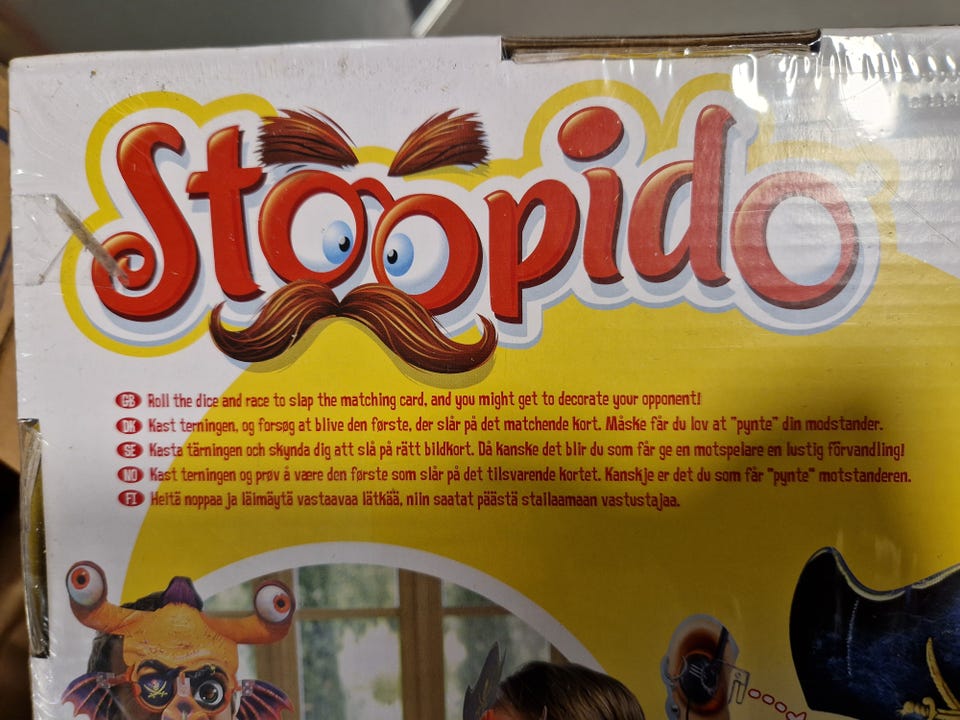 Stoopido
GB Roll the dice and race to slap the matching card, and you might get to decorate your opponent!
DK Kast terningen, og forsøg at blive den første, der slår på det matchende kort. Måske får du lov at "pynte" din modstander.
SE Kasta tärningen och skynda dig att slå på rätt bildkort. Då kanske det blir du som får ge en motspelare en lustig förvandling!
NO Kast terningen og prøv å være den første som slår på det tilsvarende kortet. Kanskje er det du som får "pynte" motstanderen.
FI Heitä noppaa ja läimäytä vastaavaa lätkää, niin saatat päästä stailaamaan vastustajaa.